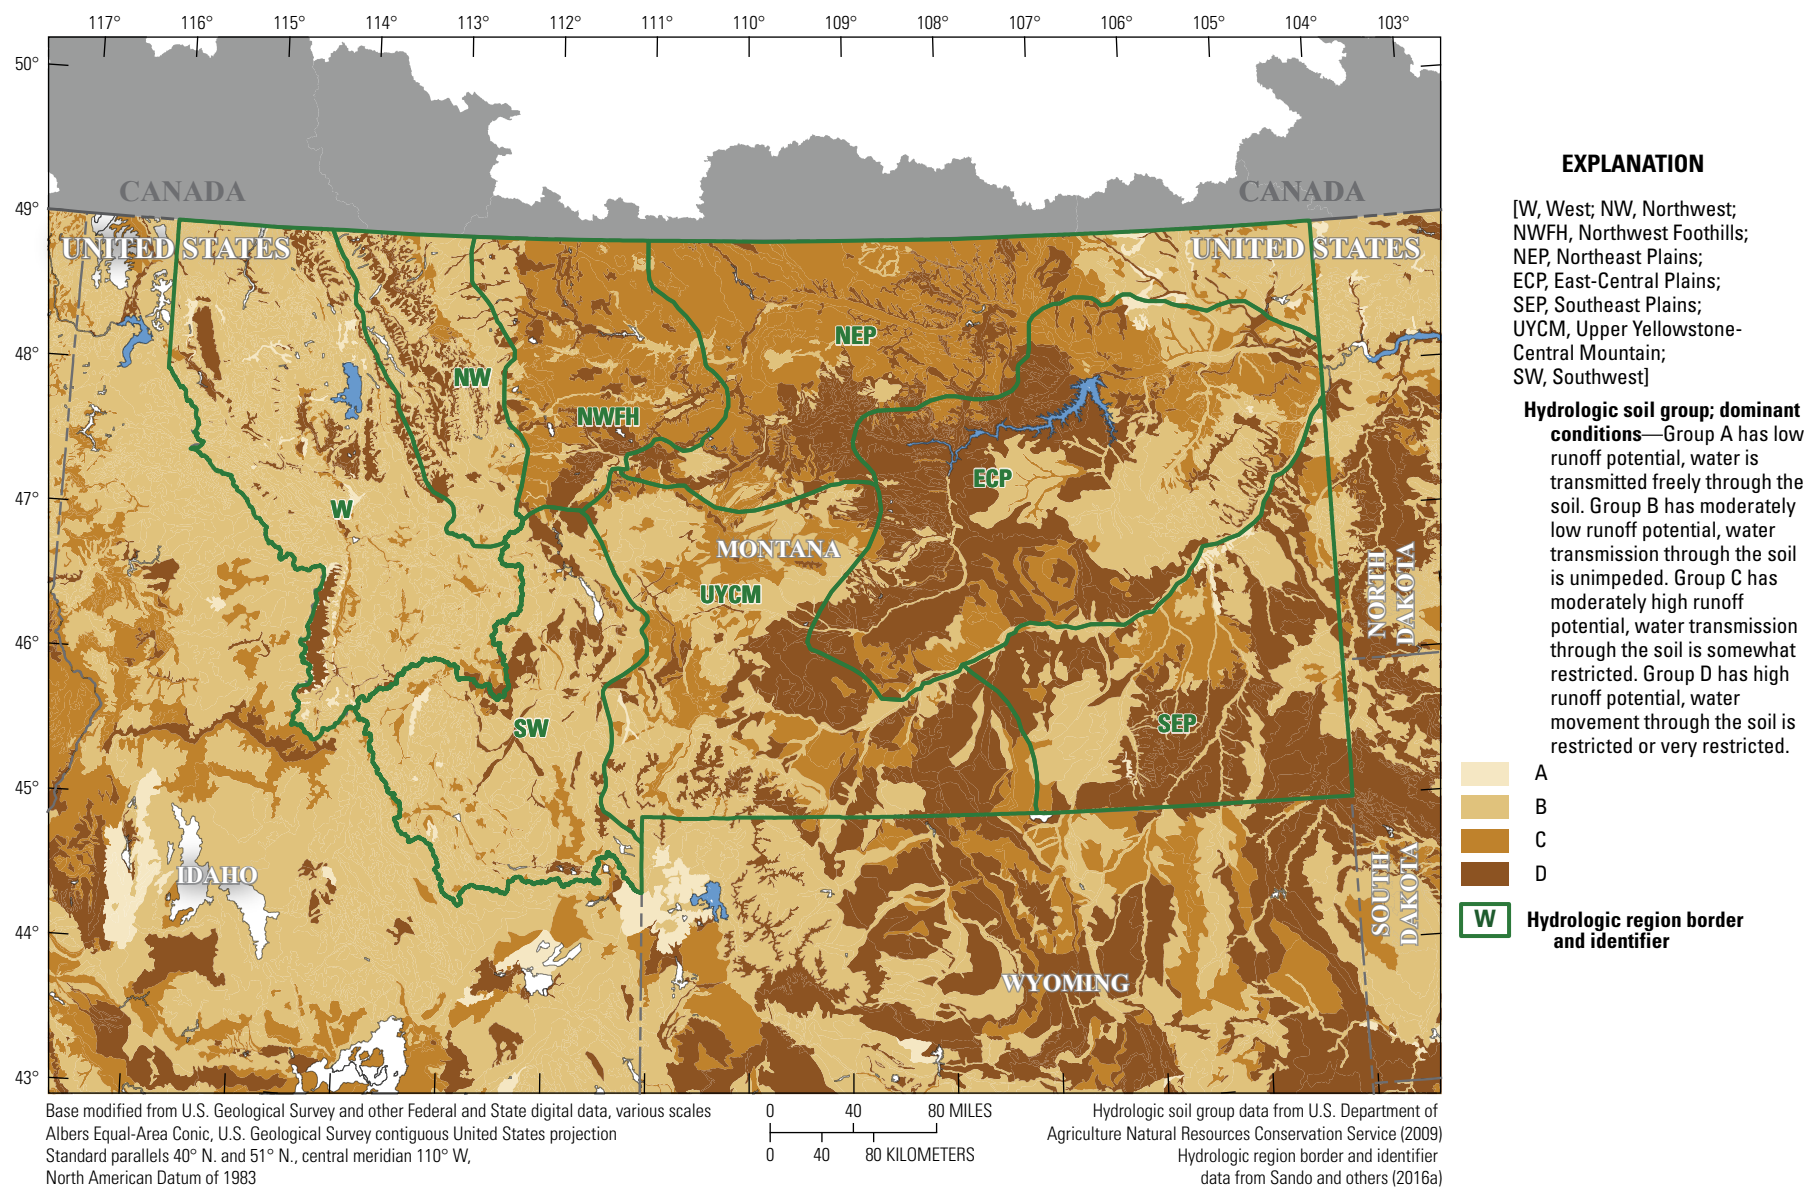 117° 116° 115° 114° 113° 112° 111° 110° 109° 108° 107° 106° 105° 104° 103°
50°
49°
48°
47°
46°
45°
44°
43°
CANADA
CANADA
UNITED STATES
UNITED STATES
NEP
NW
NWFH
ECP
W
MONTANA
UYCM
NORTH
DAKOTA
SW
SEP
IDAHO
SOUTH
DAKOTA
WYOMING
EXPLANATION
[W, West; NW, Northwest;
NWFH, Northwest Foothills;
NEP, Northeast Plains;
ECP, East-Central Plains;
SEP, Southeast Plains;
UYCM, Upper Yellowstone-
Central Mountain;
SW, Southwest]
Hydrologic soil group; dominant
conditions—Group A has low
runoff potential, water is
transmitted freely through the
soil. Group B has moderately
low runoff potential, water
transmission through the soil
is unimpeded. Group C has
moderately high runoff
potential, water transmission
through the soil is somewhat
restricted. Group D has high
runoff potential, water
movement through the soil is
restricted or very restricted.
A
B
C
D
W Hydrologic region border
and identifier
Base modified from U.S. Geological Survey and other Federal and State digital data, various scales
Albers Equal-Area Conic, U.S. Geological Survey contiguous United States projection
Standard parallels 40° N. and 51° N., central meridian 110° W,
North American Datum of 1983
0 40 80 MILES
0 40 80 KILOMETERS
Hydrologic soil group data from U.S. Department of
Agriculture Natural Resources Conservation Service (2009)
Hydrologic region border and identifier
data from Sando and others (2016a)